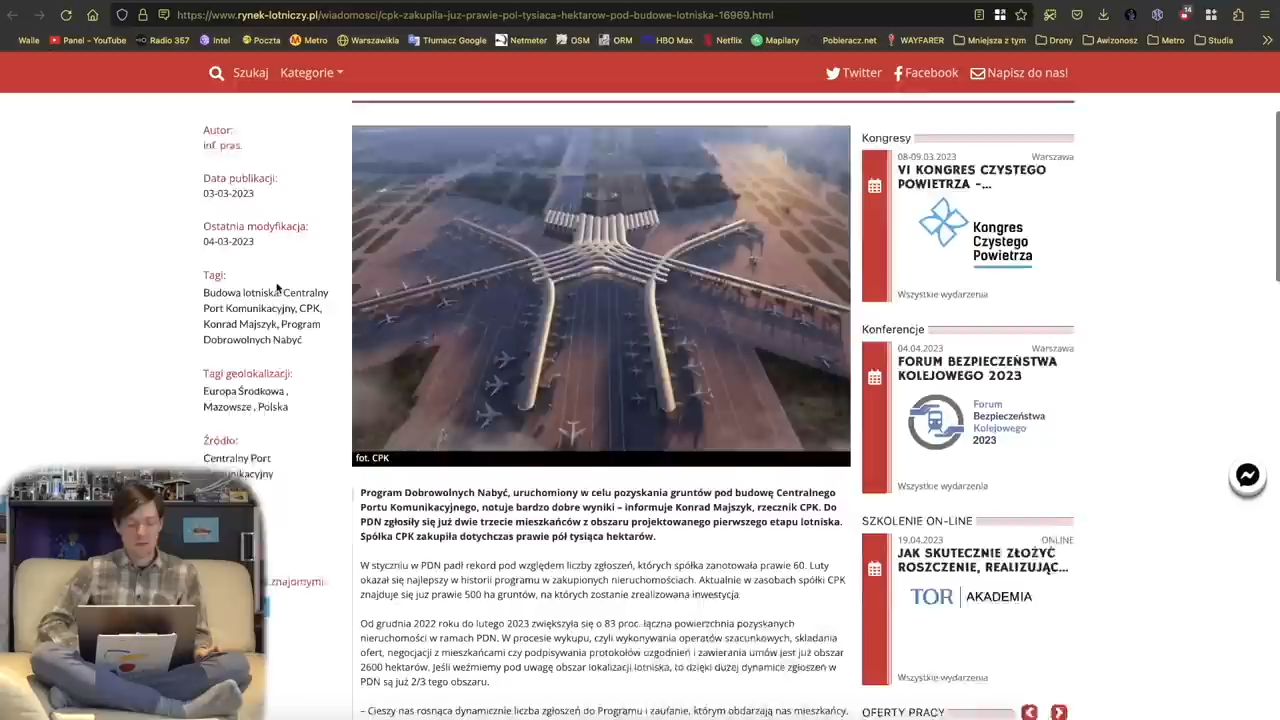 https://www.rynek-lotniczy.pl/wiadomosci/cpk-zakupila-juz-prawie-pol-tysiaca-hektarow-pod-budowe-lotniska-16969.html
14
Walle Panel - YouTube Radio 357 Intel Poczta Metro Warszawikia Tłumacz Google Netmeter OSM ORM HBO Max Netflix Mapilary Pobieracz.net WAYFARER Mniejsza z tym Drony Awizonosz Metro Studia
Szukaj Kategorie
Twitter Facebook Napisz do nas!
Autor:
inf. pras.
Data publikacji:
03-03-2023
Ostatnia modyfikacja:
04-03-2023
Tagi:
Budowa lotniska, Centralny
Port Komunikacyjny, CPK,
Konrad Majszyk, Program
Dobrowolnych Nabyć
Tagi geolokalizacji:
Europa Środkowa ,
Mazowsze , Polska
Źródło:
Centralny Port
znajomymi
fot. CPK
Program Dobrowolnych Nabyć, uruchomiony w celu pozyskania gruntów pod budowę Centralnego
Portu Komunikacyjnego, notuje bardzo dobre wyniki – informuje Konrad Majszyk, rzecznik CPK. Do
PDN zgłosiły się już dwie trzecie mieszkańców z obszaru projektowanego pierwszego etapu lotniska.
Spółka CPK zakupiła dotychczas prawie pół tysiąca hektarów.
W styczniu w PDN padł rekord pod względem liczby zgłoszeń, których spółka zanotowała prawie 60. Luty
okazał się najlepszy w historii programu w zakupionych nieruchomościach. Aktualnie w zasobach spółki CPK
znajduje się już prawie 500 ha gruntów, na których zostanie zrealizowana inwestycja.
Od grudnia 2022 roku do lutego 2023 zwiększyła się o 83 proc. łączna powierzchnia pozyskanych
nieruchomości w ramach PDN. W procesie wykupu, czyli wykonywania operatów szacunkowych, składania
ofert, negocjacji z mieszkańcami czy podpisywania protokołów uzgodnień i zawierania umów jest już obszar
2600 hektarów. Jeśli weźmiemy pod uwagę obszar lokalizacji lotniska, to dzięki dużej dynamice zgłoszeń w
PDN są już 2/3 tego obszaru.
– Cieszy nas rosnąca dynamicznie liczba zgłoszeń do Programu i zaufanie, którym obdarzają nas mieszkańcy.
Kongresy
08-09.03.2023 Warszawa
VI KONGRES CZYSTEGO
POWIETRZA -...
Kongres
Czystego
Powietrza
Wszystkie wydarzenia
Konferencje
04.04.2023 Warszawa
FORUM BEZPIECZEŃSTWA
KOLEJOWEGO 2023
Forum
Bezpieczeństwa
Kolejowego
2023
Wszystkie wydarzenia
SZKOLENIE ON-LINE
19.04.2023 ONLINE
JAK SKUTECZNIE ZŁOŻYĆ
ROSZCZENIE, REALIZUJĄC...
TOR AKADEMIA
Wszystkie wydarzenia
OFERTY PRACY